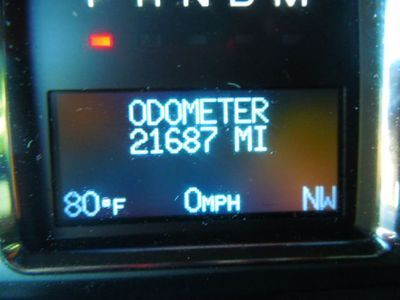 P R N D M
ODOMETER
21687 MI
80°F 0MPH NW